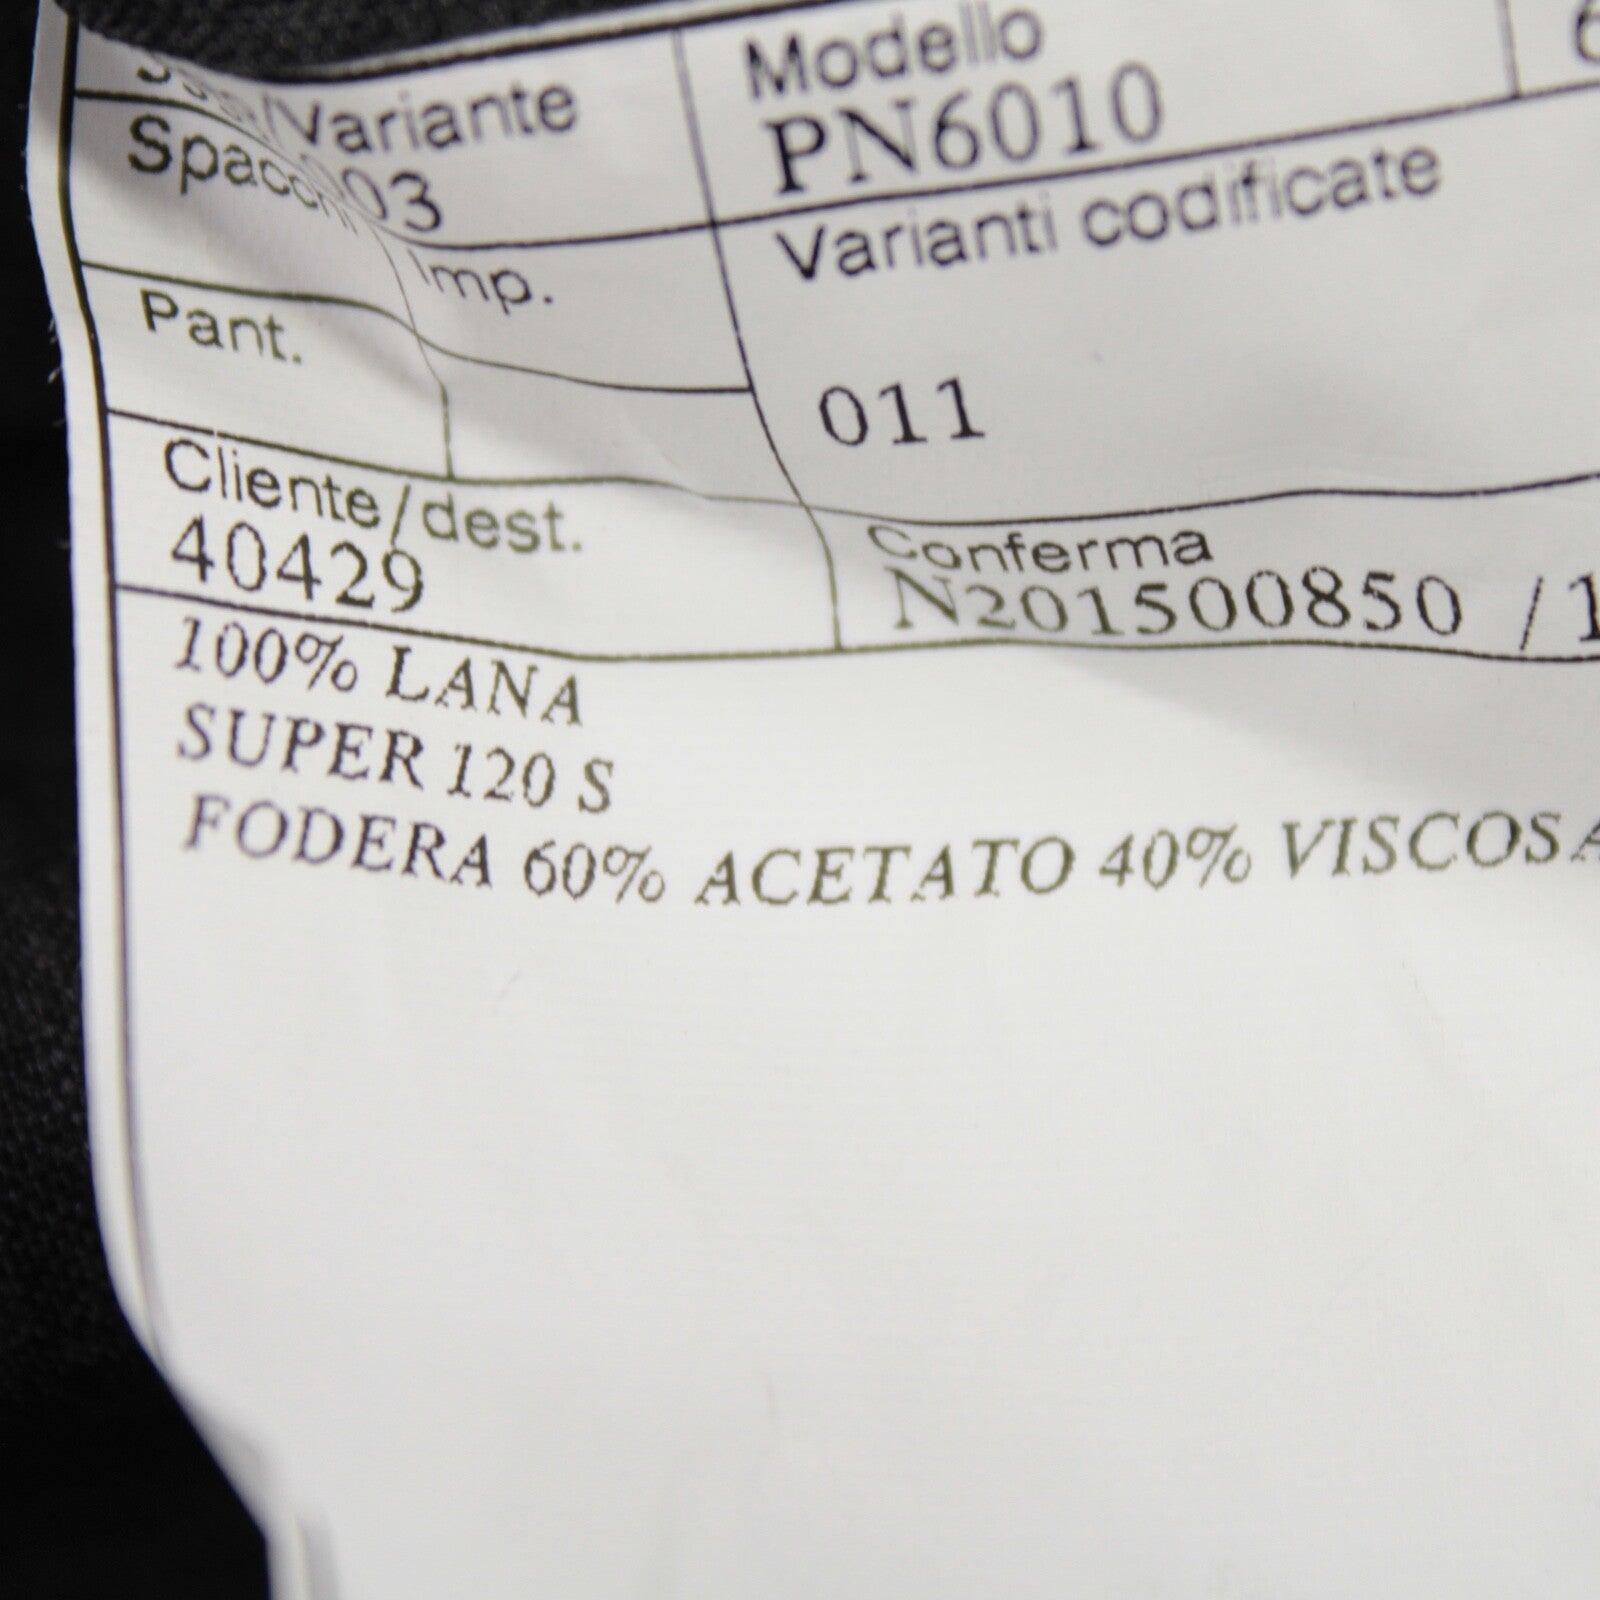 /Variante
Modello
03
PN6010
Spacchi
Imp.
Varianti codificate
Pant.
011
Cliente/dest.
40429
Conferma
N201500850 /1
100% LANA
SUPER 120 S
FODERA 60% ACETATO 40% VISCOSA